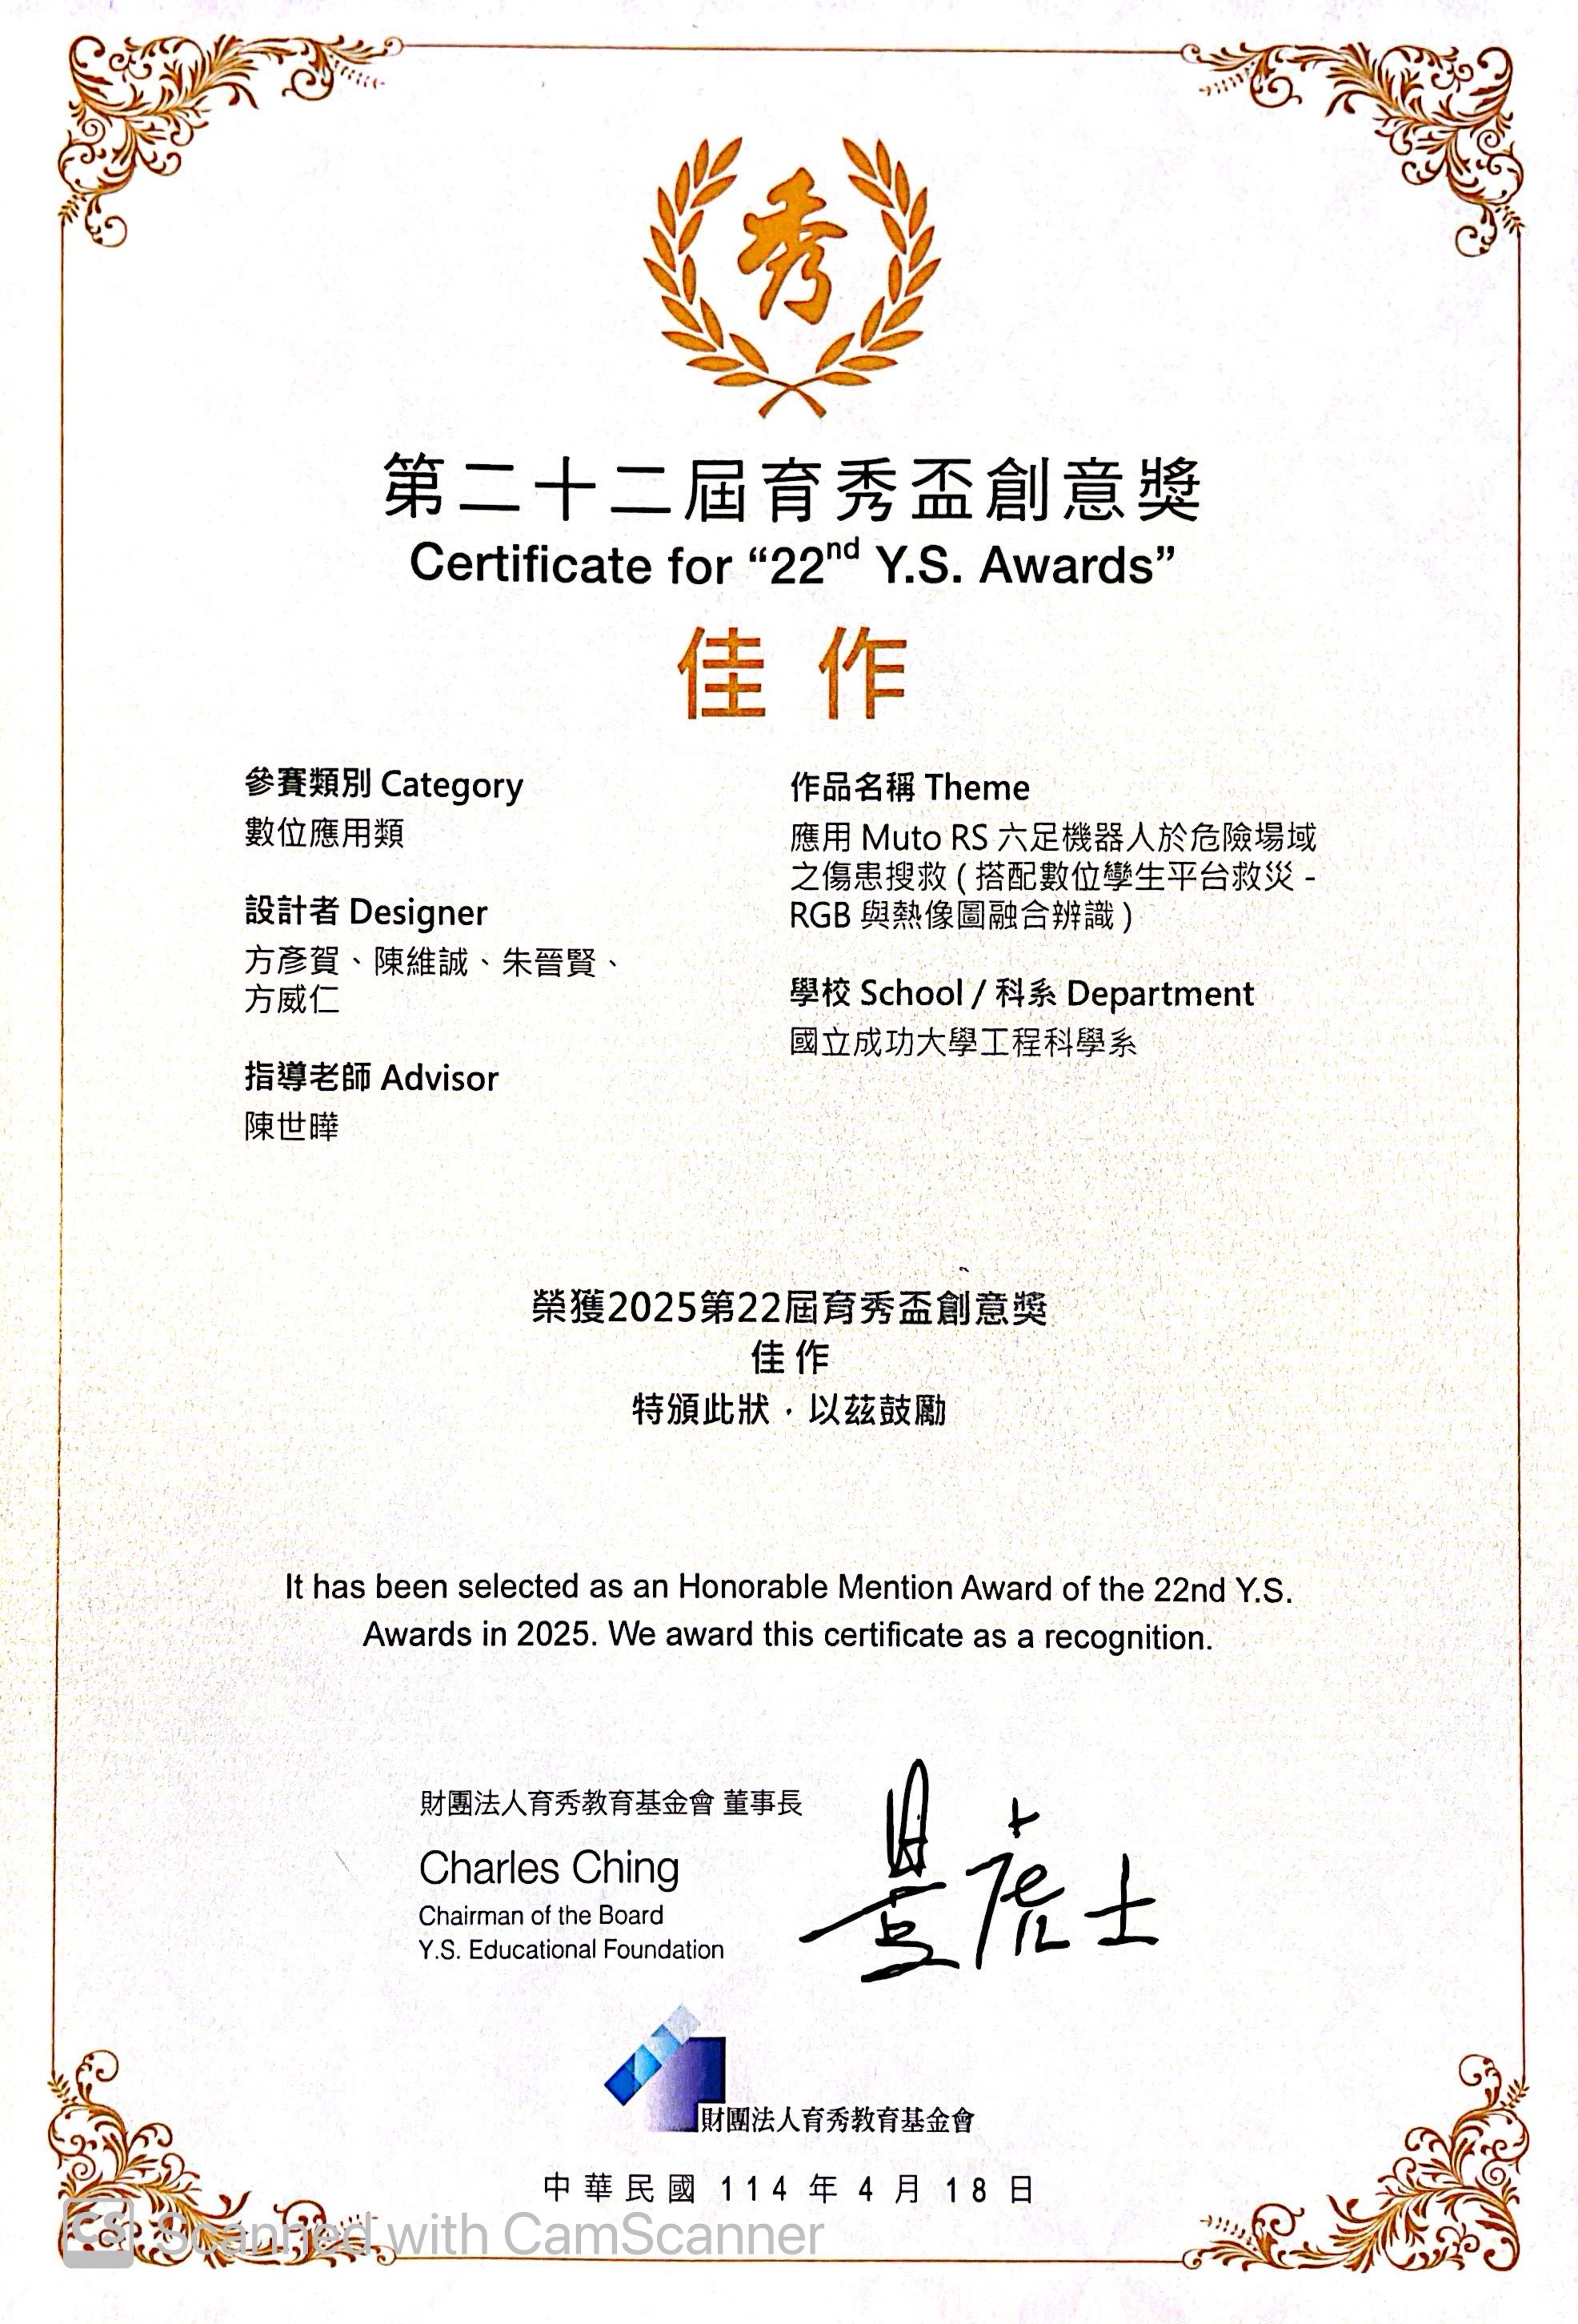 秀
第二十二屆育秀盃創意獎
Certificate for “22nd Y.S. Awards”
佳作
參賽類別 Category
數位應用類
設計者 Designer
方彥賀、陳維誠、朱晉賢、
方威仁
指導老師 Advisor
陳世曄
作品名稱 Theme
應用 Muto RS 六足機器人於危險場域
之傷患搜救 ( 搭配數位孿生平台救災 -
RGB 與熱像圖融合辨識 )
學校 School / 科系 Department
國立成功大學工程科學系
榮獲2025第22屆育秀盃創意獎
佳作
特頒此狀，以茲鼓勵
It has been selected as an Honorable Mention Award of the 22nd Y.S.
Awards in 2025. We award this certificate as a recognition.
財團法人育秀教育基金會 董事長
Charles Ching
Chairman of the Board
Y.S. Educational Foundation
財團法人育秀教育基金會
中華民國 114 年 4 月 18 日
CS Scanned with CamScanner